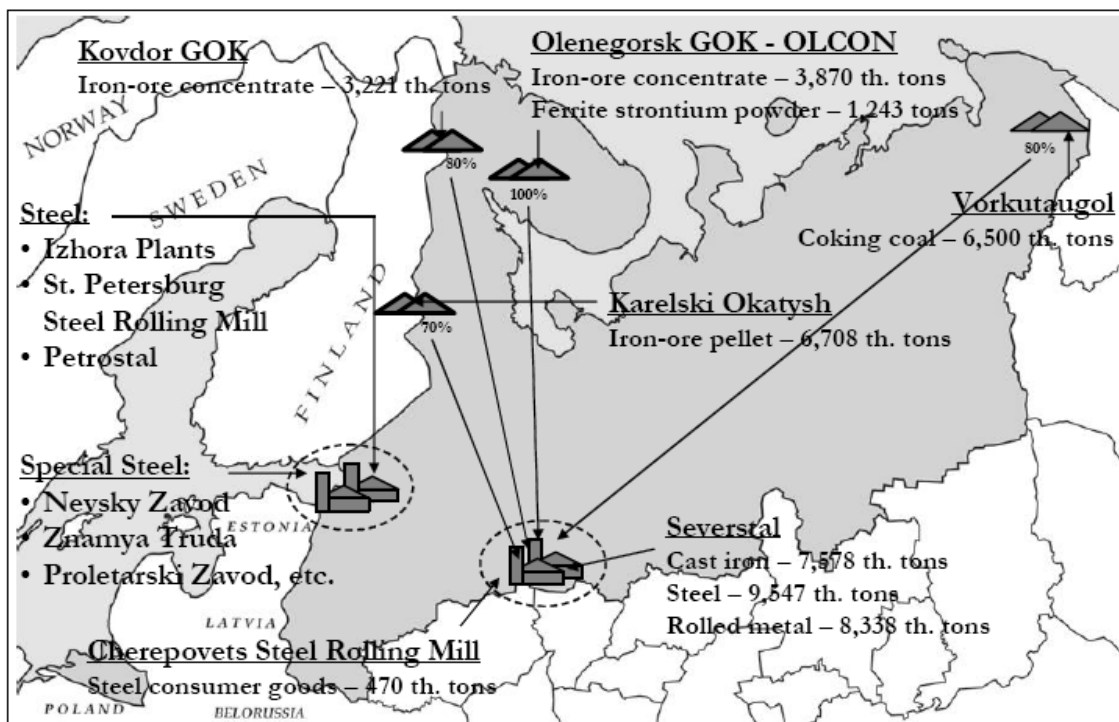 Kovdor GOK
Iron-ore concentrate – 3,221 th. tons
Olenegorsk GOK - OLCON
Iron-ore concentrate – 3,870 th. tons
Ferrite strontium powder – 1,243 tons
NORWAY
SWEDEN
FINLAND
80%
100%
80%
Vorkutaugol
Coking coal – 6,500 th. tons
Steel:
• Izhora Plants
• St. Petersburg
Steel Rolling Mill
• Petrostal
70%
Karelski Okatysh
Iron-ore pellet – 6,708 th. tons
Special Steel:
• Nevsky Zavod
• Znamya Truda
• Proletarski Zavod, etc.
ESTONIA
Severstal
Cast iron – 7,578 th. tons
Steel – 9,547 th. tons
Rolled metal – 8,338 th. tons
LATVIA
Cherepovets Steel Rolling Mill
Steel consumer goods – 470 th. tons
POLAND
BELORUSSIA